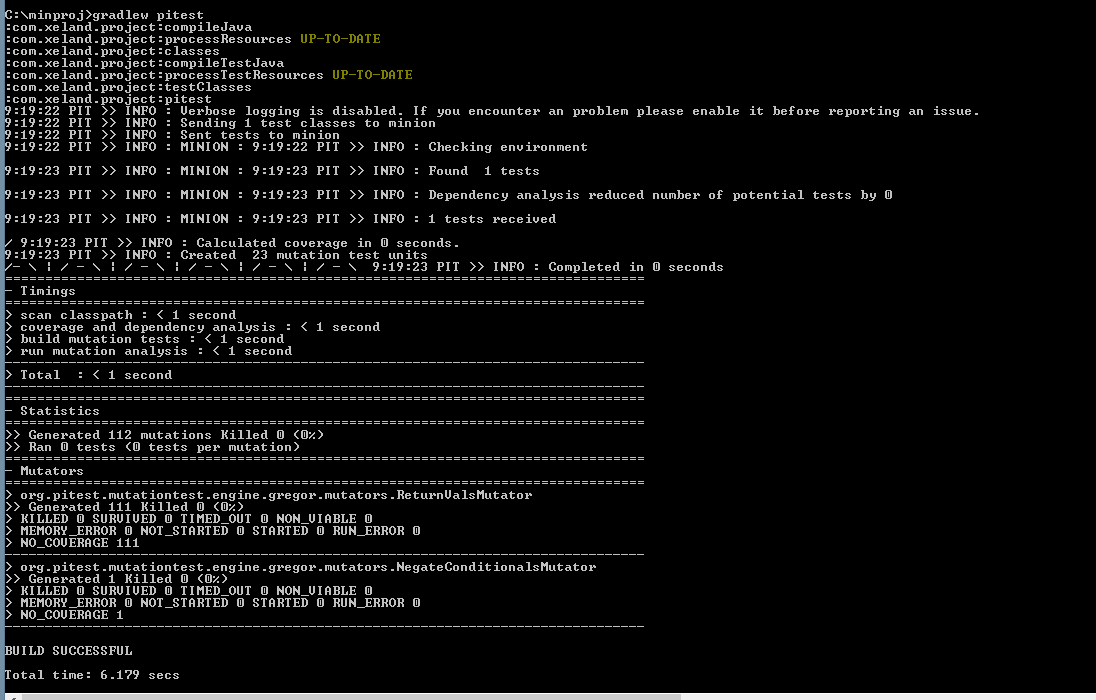 C:\minproj>gradlew pitest
:com.xeland.project:compileJava
:com.xeland.project:processResources UP-TO-DATE
:com.xeland.project:classes
:com.xeland.project:compileTestJava
:com.xeland.project:processTestResources UP-TO-DATE
:com.xeland.project:testClasses
:com.xeland.project:pitest
9:19:22 PIT >> INFO : Verbose logging is disabled. If you encounter an problem please enable it before reporting an issue.
9:19:22 PIT >> INFO : Sending 1 test classes to minion
9:19:22 PIT >> INFO : Sent tests to minion
9:19:22 PIT >> INFO : MINION : 9:19:22 PIT >> INFO : Checking environment
9:19:23 PIT >> INFO : MINION : 9:19:23 PIT >> INFO : Found  1 tests
9:19:23 PIT >> INFO : MINION : 9:19:23 PIT >> INFO : Dependency analysis reduced number of potential tests by 0
9:19:23 PIT >> INFO : MINION : 9:19:23 PIT >> INFO : 1 tests received
/ 9:19:23 PIT >> INFO : Calculated coverage in 0 seconds.
9:19:23 PIT >> INFO : Created  23 mutation test units
/- \ | / - \ | / - \ | / - \ | / - \ | / - \  9:19:23 PIT >> INFO : Completed in 0 seconds
================================================================================
- Timings
================================================================================
> scan classpath : < 1 second
> coverage and dependency analysis : < 1 second
> build mutation tests : < 1 second
> run mutation analysis : < 1 second
--------------------------------------------------------------------------------
> Total  : < 1 second
--------------------------------------------------------------------------------
================================================================================
- Statistics
================================================================================
>> Generated 112 mutations Killed 0 (0%)
>> Ran 0 tests (0 tests per mutation)
================================================================================
- Mutators
================================================================================
> org.pitest.mutationtest.engine.gregor.mutators.ReturnValsMutator
>> Generated 111 Killed 0 (0%)
> KILLED 0 SURVIVED 0 TIMED_OUT 0 NON_VIABLE 0
> MEMORY_ERROR 0 NOT_STARTED 0 STARTED 0 RUN_ERROR 0
> NO_COVERAGE 111
--------------------------------------------------------------------------------
> org.pitest.mutationtest.engine.gregor.mutators.NegateConditionalsMutator
>> Generated 1 Killed 0 (0%)
> KILLED 0 SURVIVED 0 TIMED_OUT 0 NON_VIABLE 0
> MEMORY_ERROR 0 NOT_STARTED 0 STARTED 0 RUN_ERROR 0
> NO_COVERAGE 1
--------------------------------------------------------------------------------
BUILD SUCCESSFUL
Total time: 6.179 secs